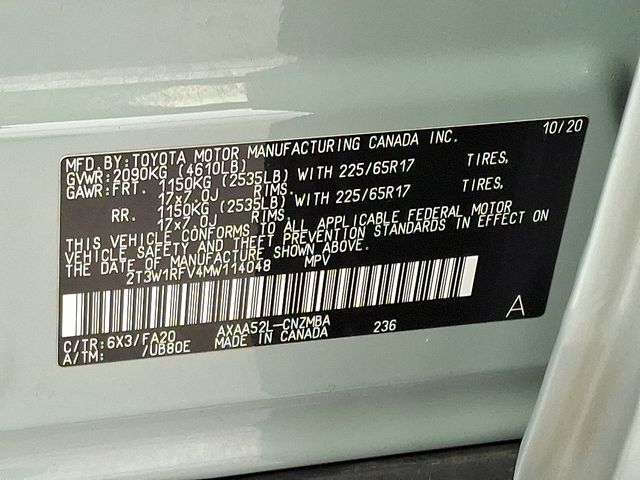 MFD.BY:TOYOTA MOTOR MANUFACTURING CANADA INC. 10/20
GVWR:2090KG (4610LB)
GAWR:FRT. 1150KG (2535LB) WITH 225/65R17 TIRES,
17x7.0J RIMS.
RR. 1150KG (2535LB) WITH 225/65R17 TIRES,
17x7.0J RIMS
THIS VEHICLE CONFORMS TO ALL APPLICABLE FEDERAL MOTOR
VEHICLE SAFETY AND THEFT PREVENTION STANDARDS IN EFFECT ON
THE DATE OF MANUFACTURE SHOWN ABOVE.
2T3W1RFV4MW114048 MPV
A
C/TR:6X3/FA20 AXAA52L-CNZMBA 236
A/TM: /UB80E MADE IN CANADA